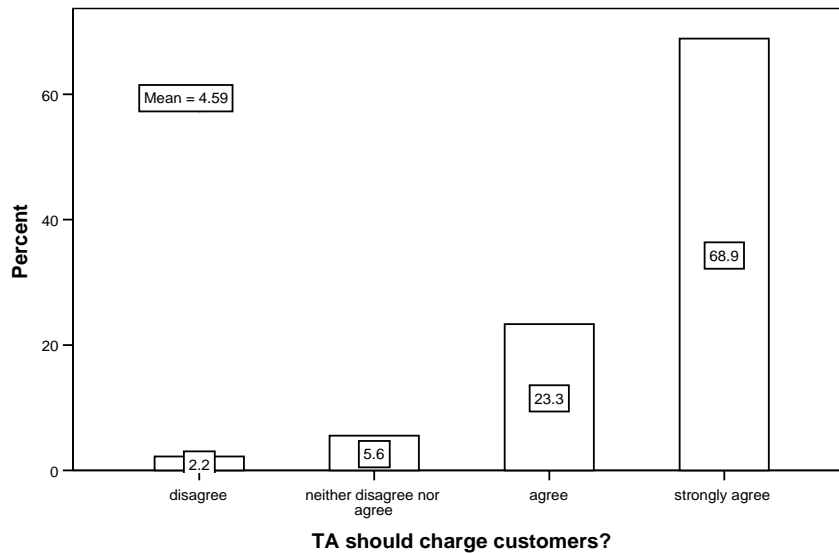 60
40
20
0
Percent
Mean = 4.59
2.2
5.6
23.3
68.9
disagree
neither disagree nor
agree
agree
strongly agree
TA should charge customers?